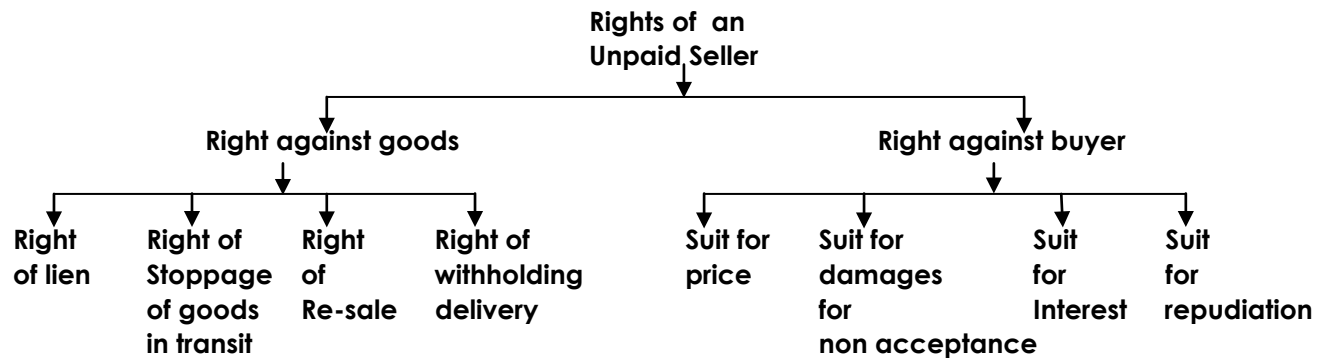 Rights of an
Unpaid Seller
Right against goods
Right against buyer
Right
of lien
Right of
Stoppage
of goods
in transit
Right
of
Re-sale
Right of
withholding
delivery
Suit for
price
Suit for
damages
for
non acceptance
Suit
for
Interest
Suit
for
repudiation